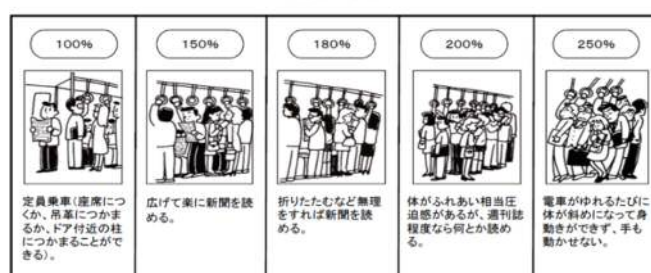 100%
150%
180%
200%
250%
定員乗車(座席につ
くか、吊革につかま
るか、ドア付近の柱
につかまることがで
きる)。
広げて楽に新聞を読
める。
折りたたむなど無理
をすれば新聞を読
める。
体がふれあい相当圧
迫感があるが、週刊誌
程度なら何とか読め
る。
電車がゆれるたびに
体が斜めになって身
動きができず、手も
動かせない。